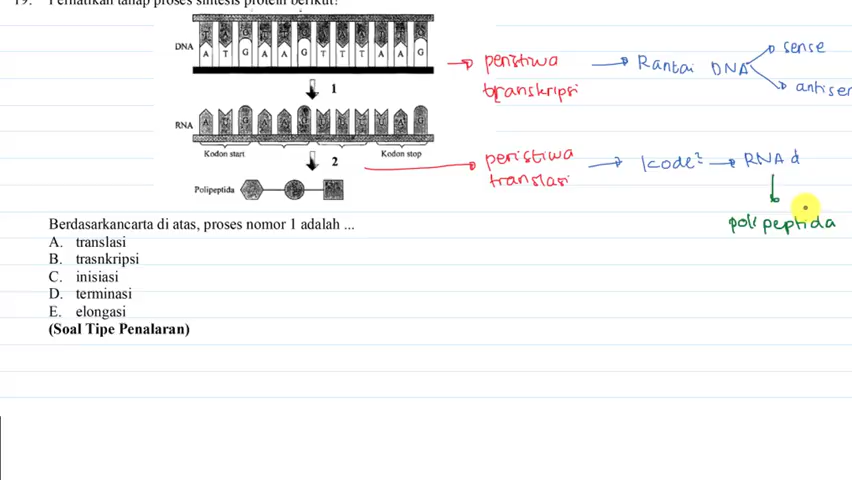 19. Perhatikan tahap proses sintesis protein berikut!
DNA
A T G A A G T T T A A G
1
RNA
Kodon start
Kodon stop
2
Polipeptida
Berdasarkancarta di atas, proses nomor 1 adalah ...
A. translasi
B. trasnkripsi
C. inisiasi
D. terminasi
E. elongasi
(Soal Tipe Penalaran)
peristiwa
transkripsi
Rantai DNA
sense
antisen
peristiwa
translasi
kode²
RNA d
polipeptida